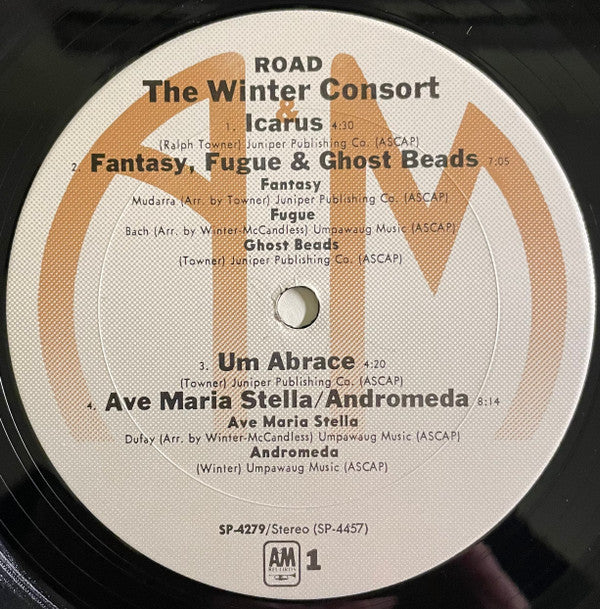 ROAD
The Winter Consort
1. Icarus 4:30
(Ralph Towner) Juniper Publishing Co. (ASCAP)
2. Fantasy, Fugue & Ghost Beads 7:05
Fantasy
Mudarra (Arr. by Towner) Juniper Publishing Co. (ASCAP)
Fugue
Bach (Arr. by Winter-McCandless) Umpawaug Music (ASCAP)
Ghost Beads
(Towner) Juniper Publishing Co. (ASCAP)
3. Um Abrace 4:20
(Towner) Juniper Publishing Co. (ASCAP)
4. Ave Maria Stella/Andromeda 8:14
Ave Maria Stella
Dufay (Arr. by Winter-McCandless) Umpawaug Music (ASCAP)
Andromeda
(Winter) Umpawaug Music (ASCAP)
SP-4279/Stereo (SP-4457)
A&M RECORDS 1
A&M